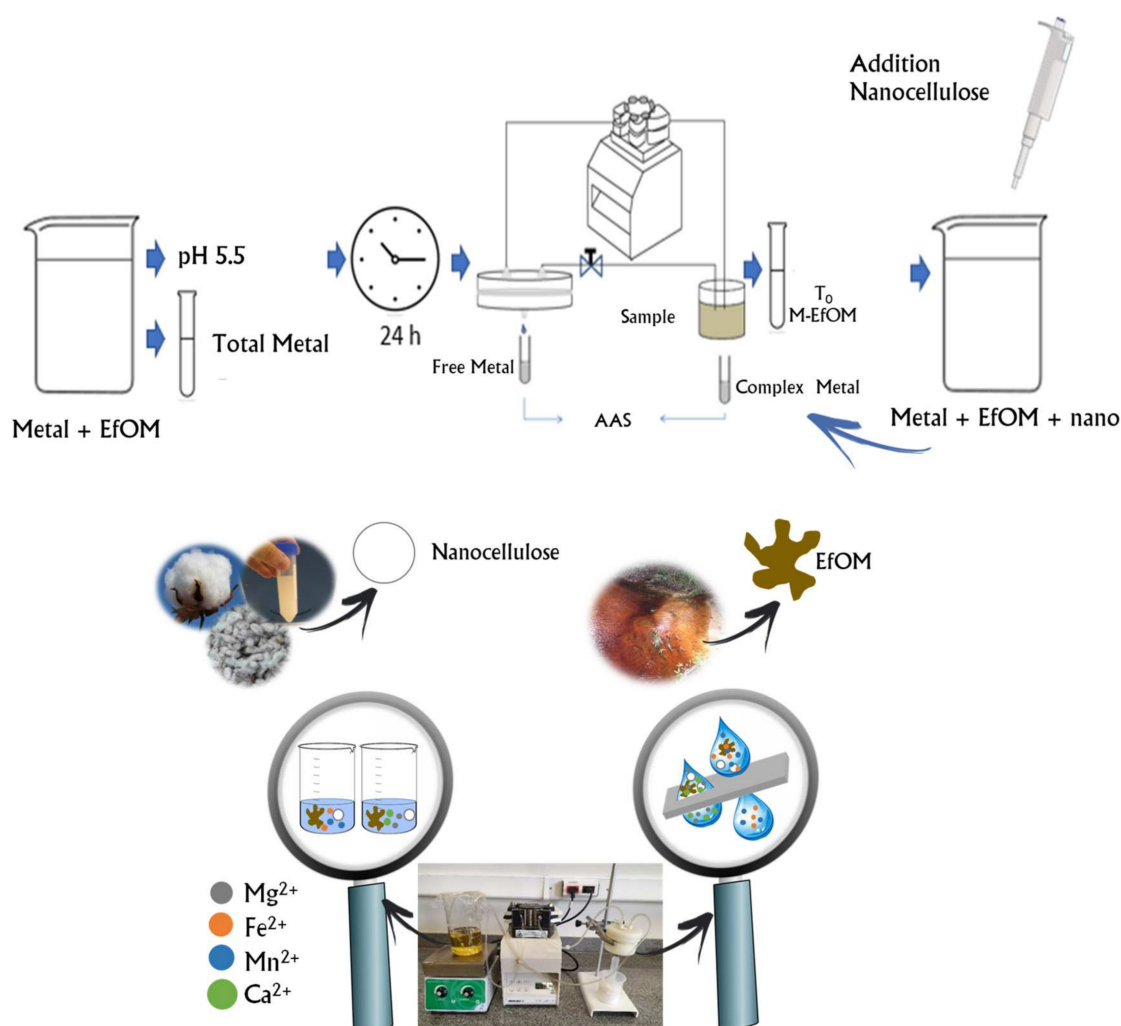 Addition
Nanocellulose
pH 5.5
Total Metal
Metal + EfOM
24 h
Free Metal
Sample
T₀
M-EfOM
Complex Metal
AAS
Metal + EfOM + nano
Nanocellulose
EfOM
Mg²⁺
Fe²⁺
Mn²⁺
Ca²⁺